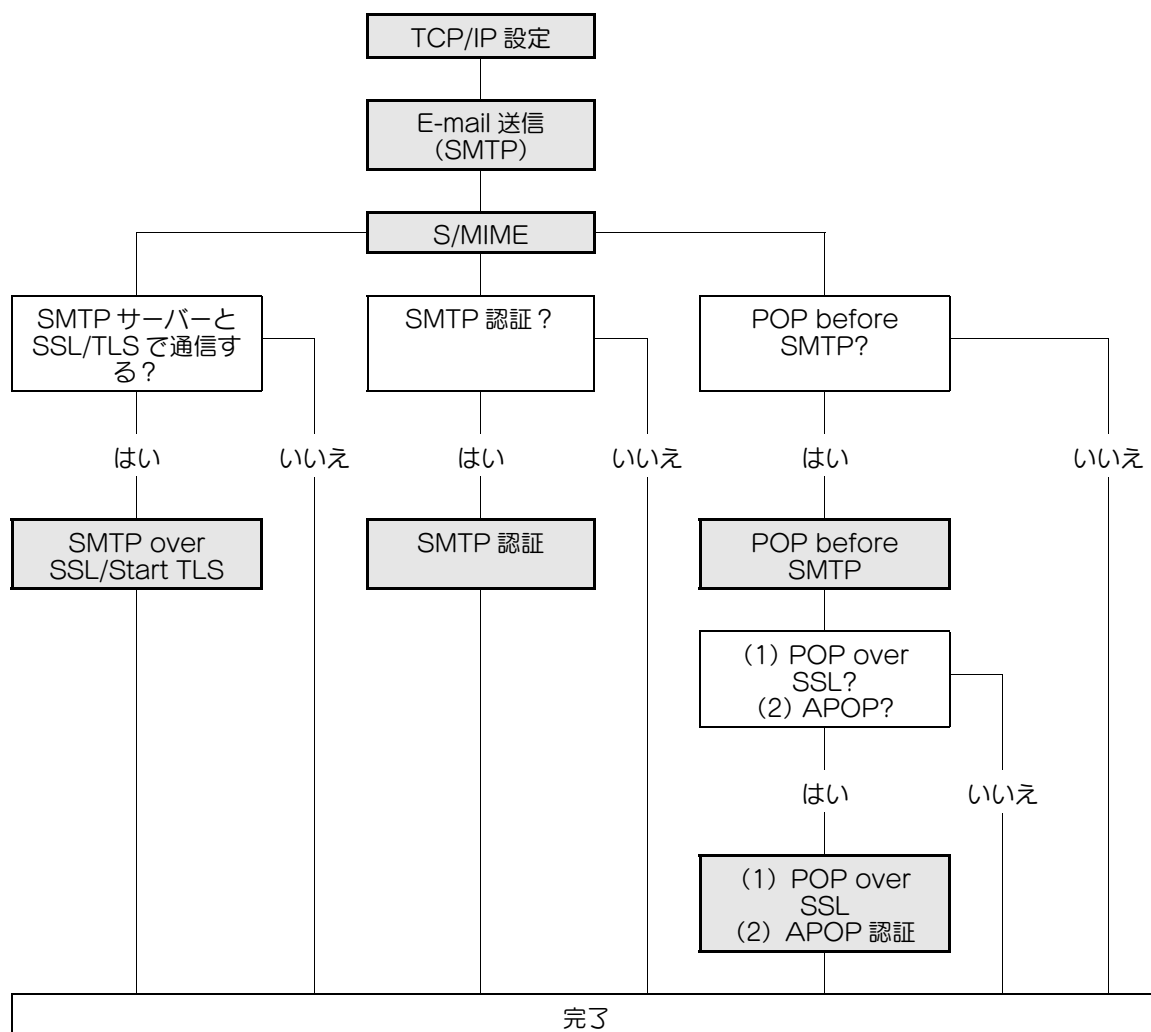 TCP/IP 設定
E-mail 送信
(SMTP)
S/MIME
SMTP サーバーと
SSL/TLS で通信す
る?
SMTP 認証?
POP before
SMTP?
はい
いいえ
はい
いいえ
はい
いいえ
SMTP over
SSL/Start TLS
SMTP 認証
POP before
SMTP
(1) POP over
SSL?
(2) APOP?
はい
いいえ
(1) POP over
SSL
(2) APOP 認証
完了